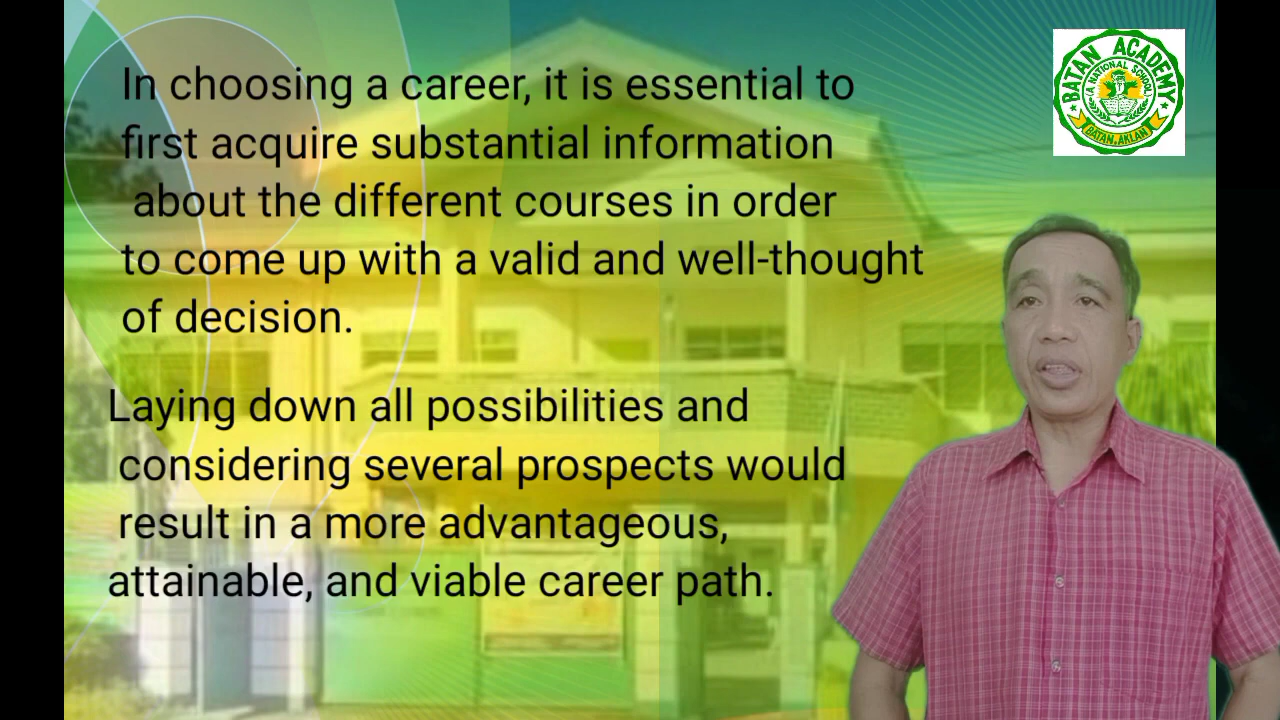 In choosing a career, it is essential to
first acquire substantial information
about the different courses in order
to come up with a valid and well-thought
of decision.
Laying down all possibilities and
considering several prospects would
result in a more advantageous,
attainable, and viable career path.
BATAN ACADEMY
(A NATIONAL SCHOOL)
BATAN, AKLAN